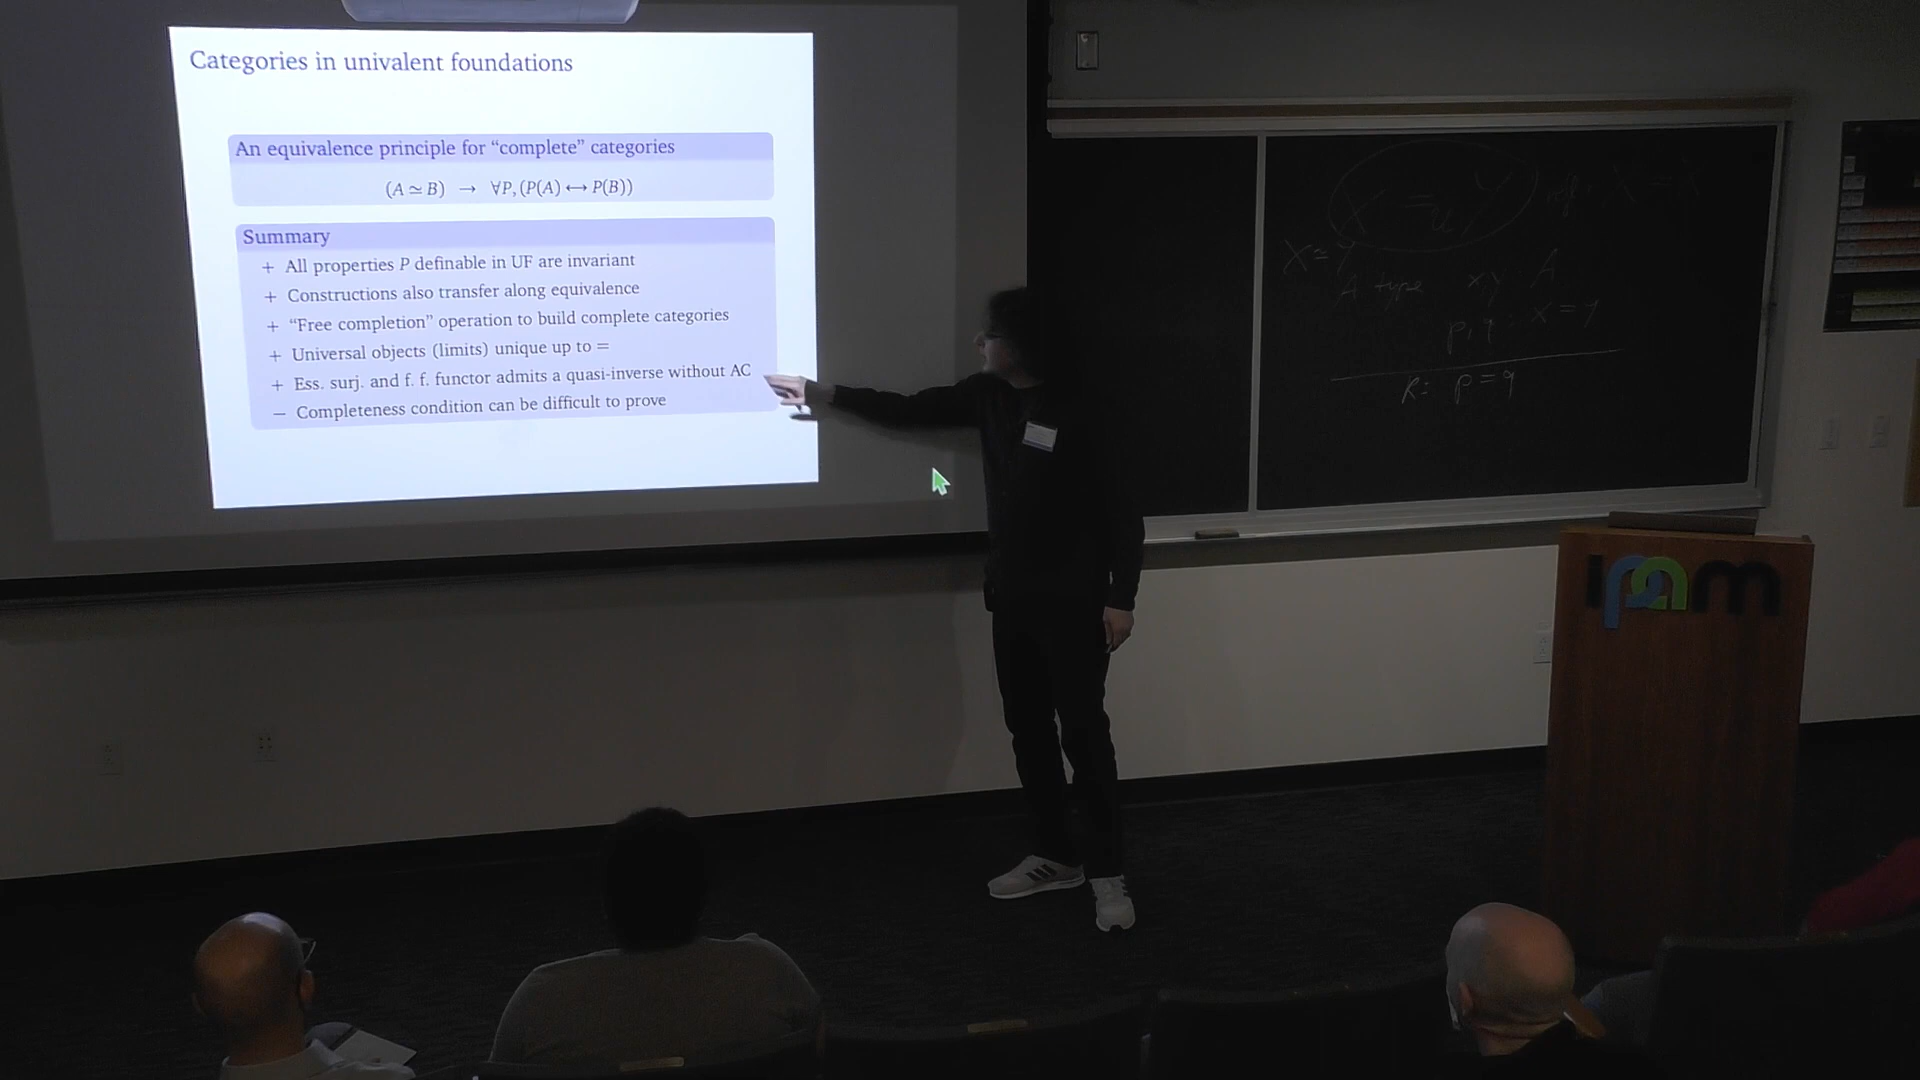 Categories in univalent foundations
An equivalence principle for “complete” categories
(A ≃ B) → ∀P, (P(A) ↔ P(B))
Summary
+ All properties P definable in UF are invariant
+ Constructions also transfer along equivalence
+ “Free completion” operation to build complete categories
+ Universal objects (limits) unique up to =
+ Ess. surj. and f. f. functor admits a quasi-inverse without AC
− Completeness condition can be difficult to prove
X =u Y
X ≃ Y
A type x,y : A
p, q : x = y
p = q
ipam